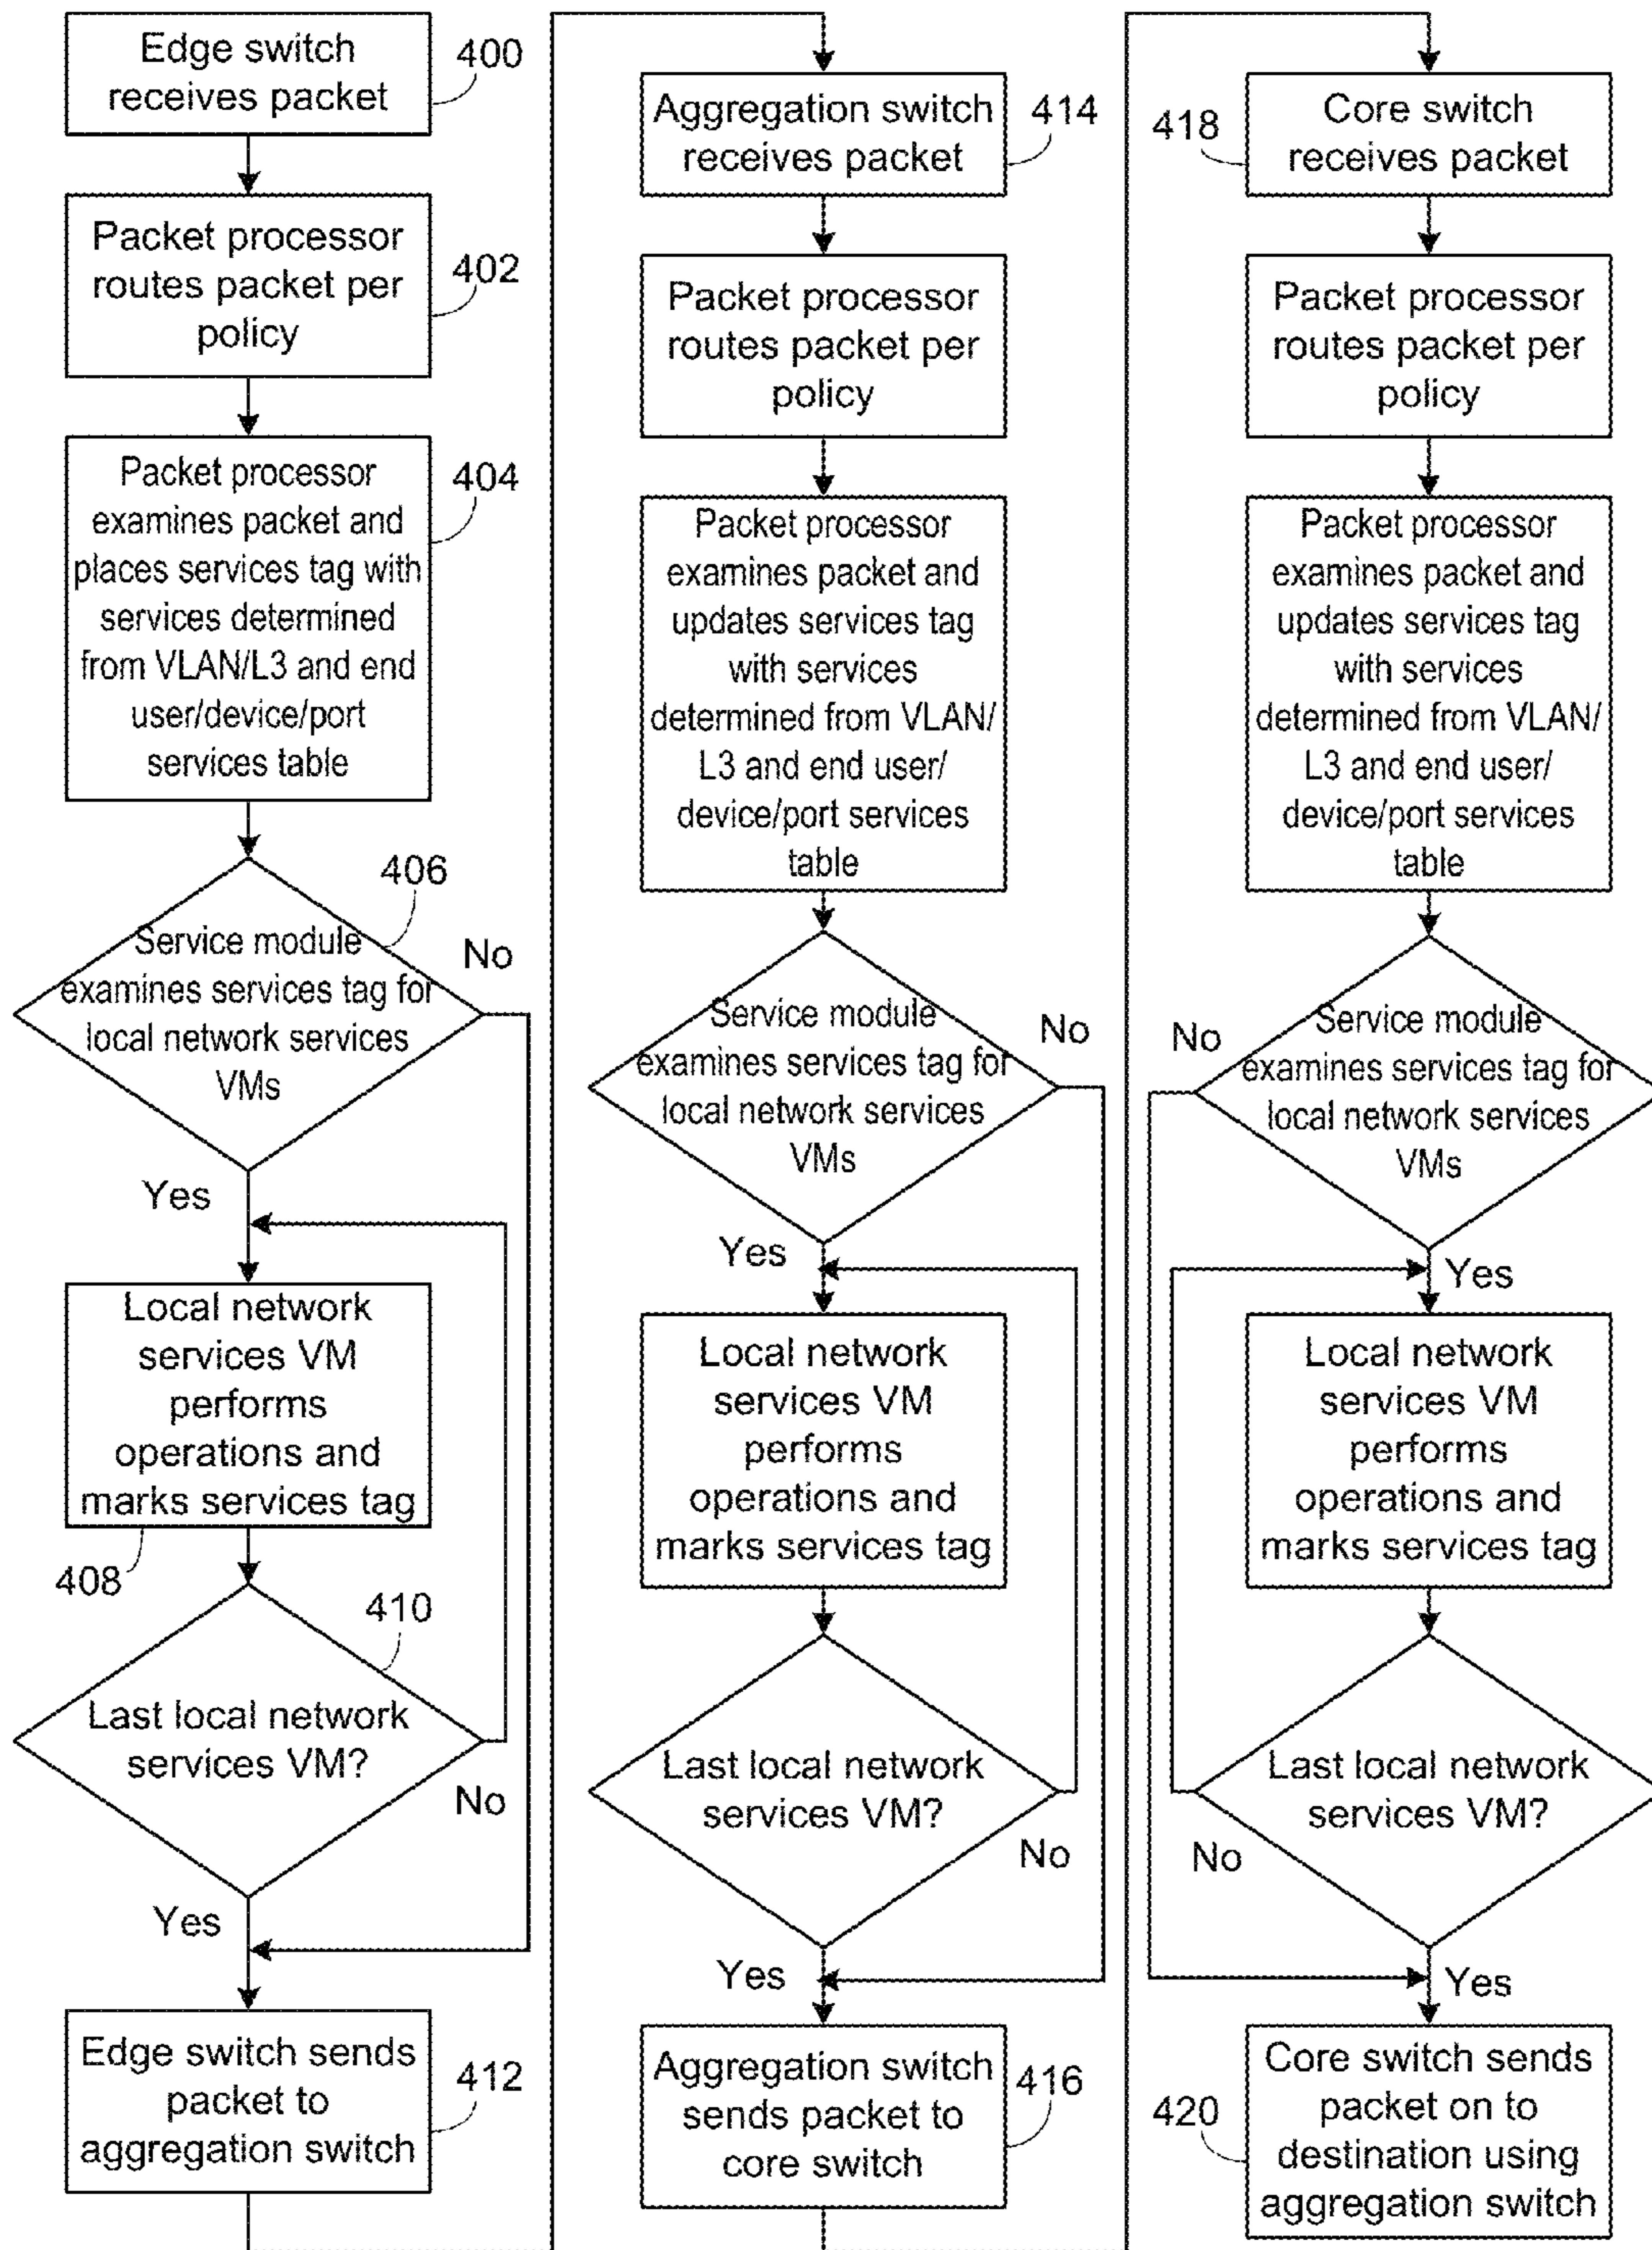 Edge switch
receives packet
400
Packet processor
routes packet per
policy
402
Packet processor
examines packet and
places services tag with
services determined
from VLAN/L3 and end
user/device/port
services table
404
406
Service module
examines services tag for
local network services
VMs
No
Yes
Local network
services VM
performs
operations and
marks services tag
408
410
Last local network
services VM?
No
Yes
Edge switch sends
packet to
aggregation switch
412
Aggregation switch
receives packet
414
Packet processor
routes packet per
policy
Packet processor
examines packet and
updates services tag
with services
determined from VLAN/
L3 and end user/
device/port services
table
Service module
examines services tag for
local network services
VMs
No
Yes
Local network
services VM
performs
operations and
marks services tag
Last local network
services VM?
No
Yes
Aggregation switch
sends packet to
core switch
416
418
Core switch
receives packet
Packet processor
routes packet per
policy
Packet processor
examines packet and
updates services tag
with services
determined from VLAN/
L3 and end user/
device/port services
table
No
Service module
examines services tag for
local network services
VMs
Yes
Local network
services VM
performs
operations and
marks services tag
Last local network
services VM?
No
Yes
420
Core switch sends
packet on to
destination using
aggregation switch